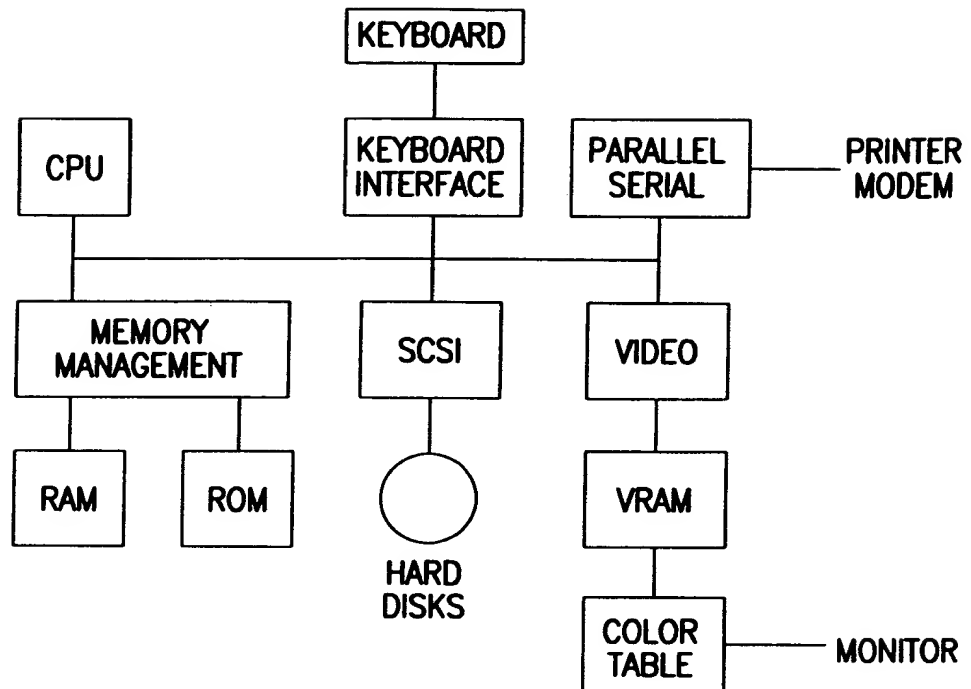 KEYBOARD
CPU
KEYBOARD
INTERFACE
PARALLEL
SERIAL
PRINTER
MODEM
MEMORY
MANAGEMENT
SCSI
VIDEO
RAM
ROM
VRAM
HARD
DISKS
COLOR
TABLE
MONITOR